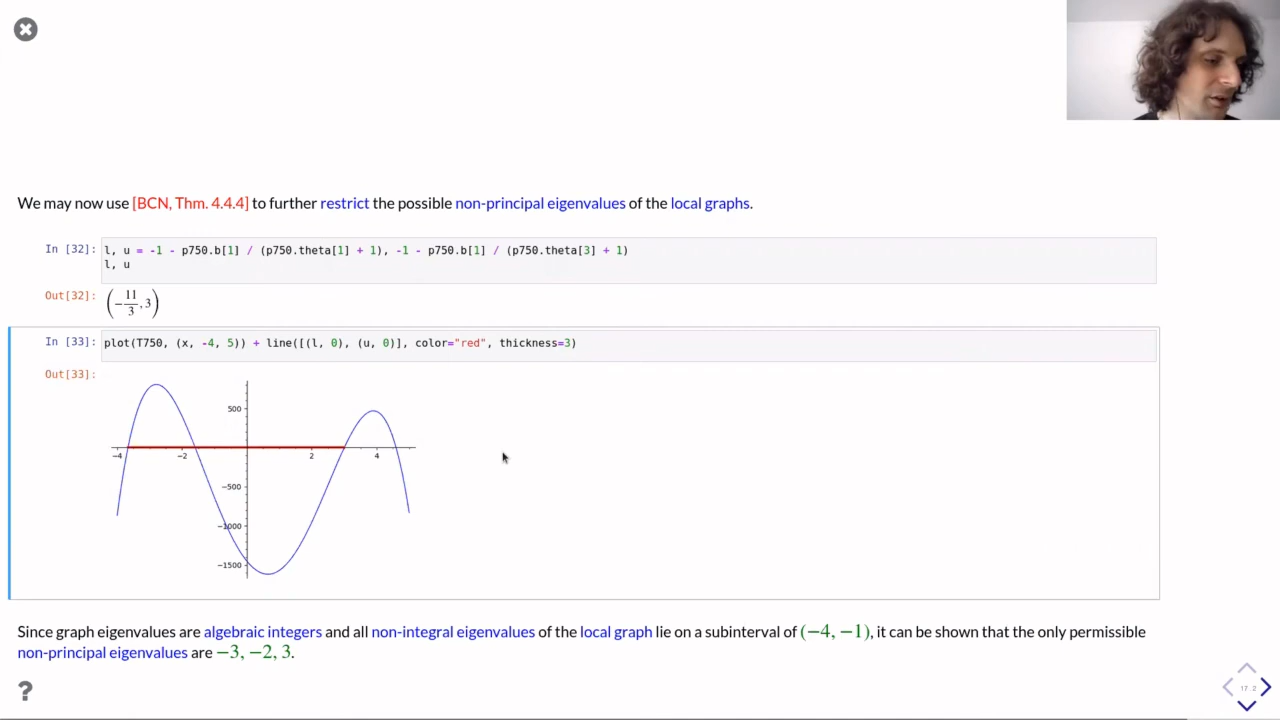 We may now use [BCN, Thm. 4.4.4] to further restrict the possible non-principal eigenvalues of the local graphs.
In [32]: l, u = -1 - p750.b[1] / (p750.theta[1] + 1), -1 - p750.b[1] / (p750.theta[3] + 1)
l, u
Out[32]: (-11/3, 3)
In [33]: plot(T750, (x, -4, 5)) + line([(l, 0), (u, 0)], color="red", thickness=3)
Out[33]:
500
−4 −2 2 4
−500
−1000
−1500
Since graph eigenvalues are algebraic integers and all non-integral eigenvalues of the local graph lie on a subinterval of (−4, −1), it can be shown that the only permissible
non-principal eigenvalues are −3, −2, 3.
?
17.2